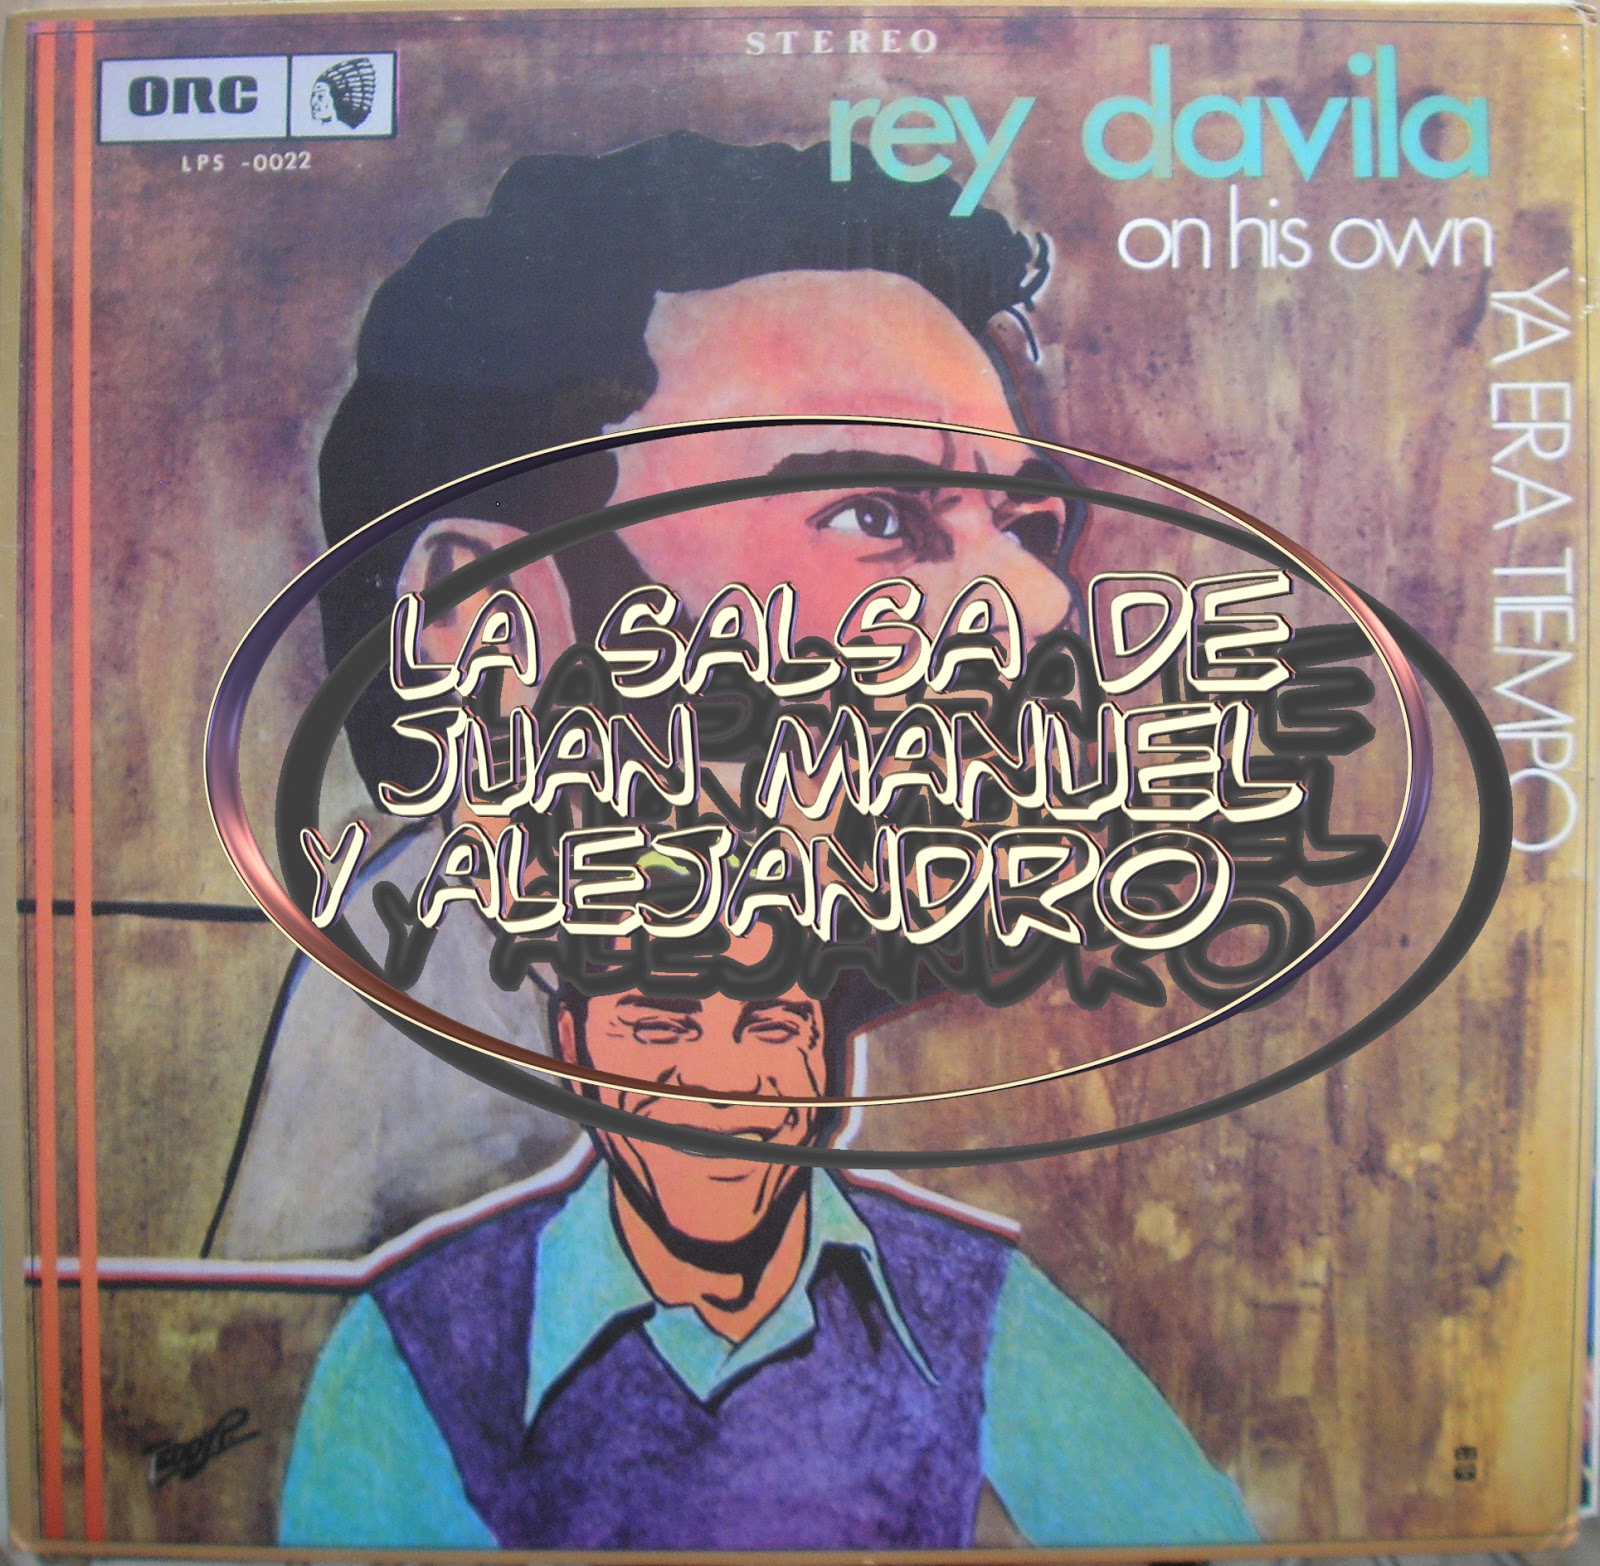 STEREO
ORC
LPS -0022
rey davila
on his own
YA ERA TIEMPO
LA SALSA DE
JUAN MANUEL
Y ALEJANDRO